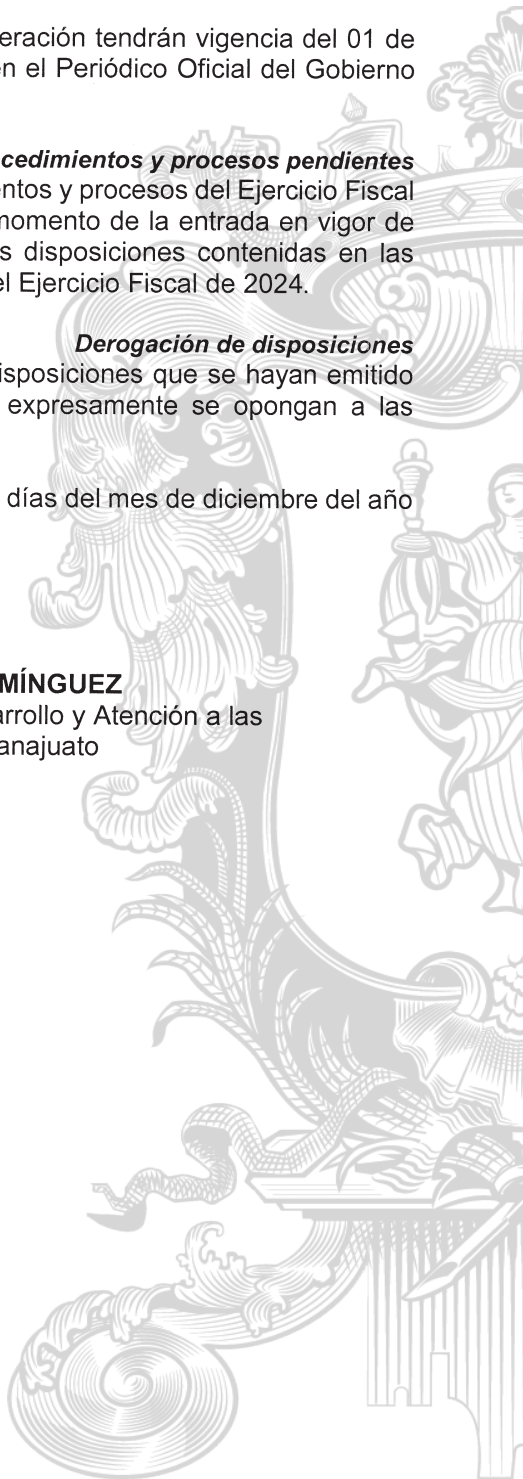 eración tendrán vigencia del 01 de
en el Periódico Oficial del Gobierno
cedimientos y procesos pendientes
entos y procesos del Ejercicio Fiscal
momento de la entrada en vigor de
s disposiciones contenidas en las
el Ejercicio Fiscal de 2024.
Derogación de disposiciones
disposiciones que se hayan emitido
expresamente se opongan a las
días del mes de diciembre del año
MÍNGUEZ
arrollo y Atención a las
anajuato